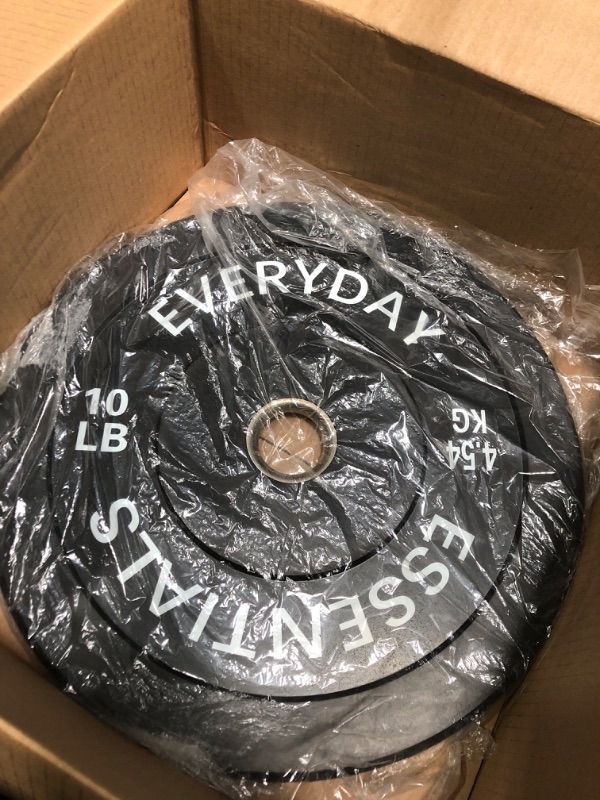 EVERYDAY
10
LB
4.54
KG
ESSENTIALS